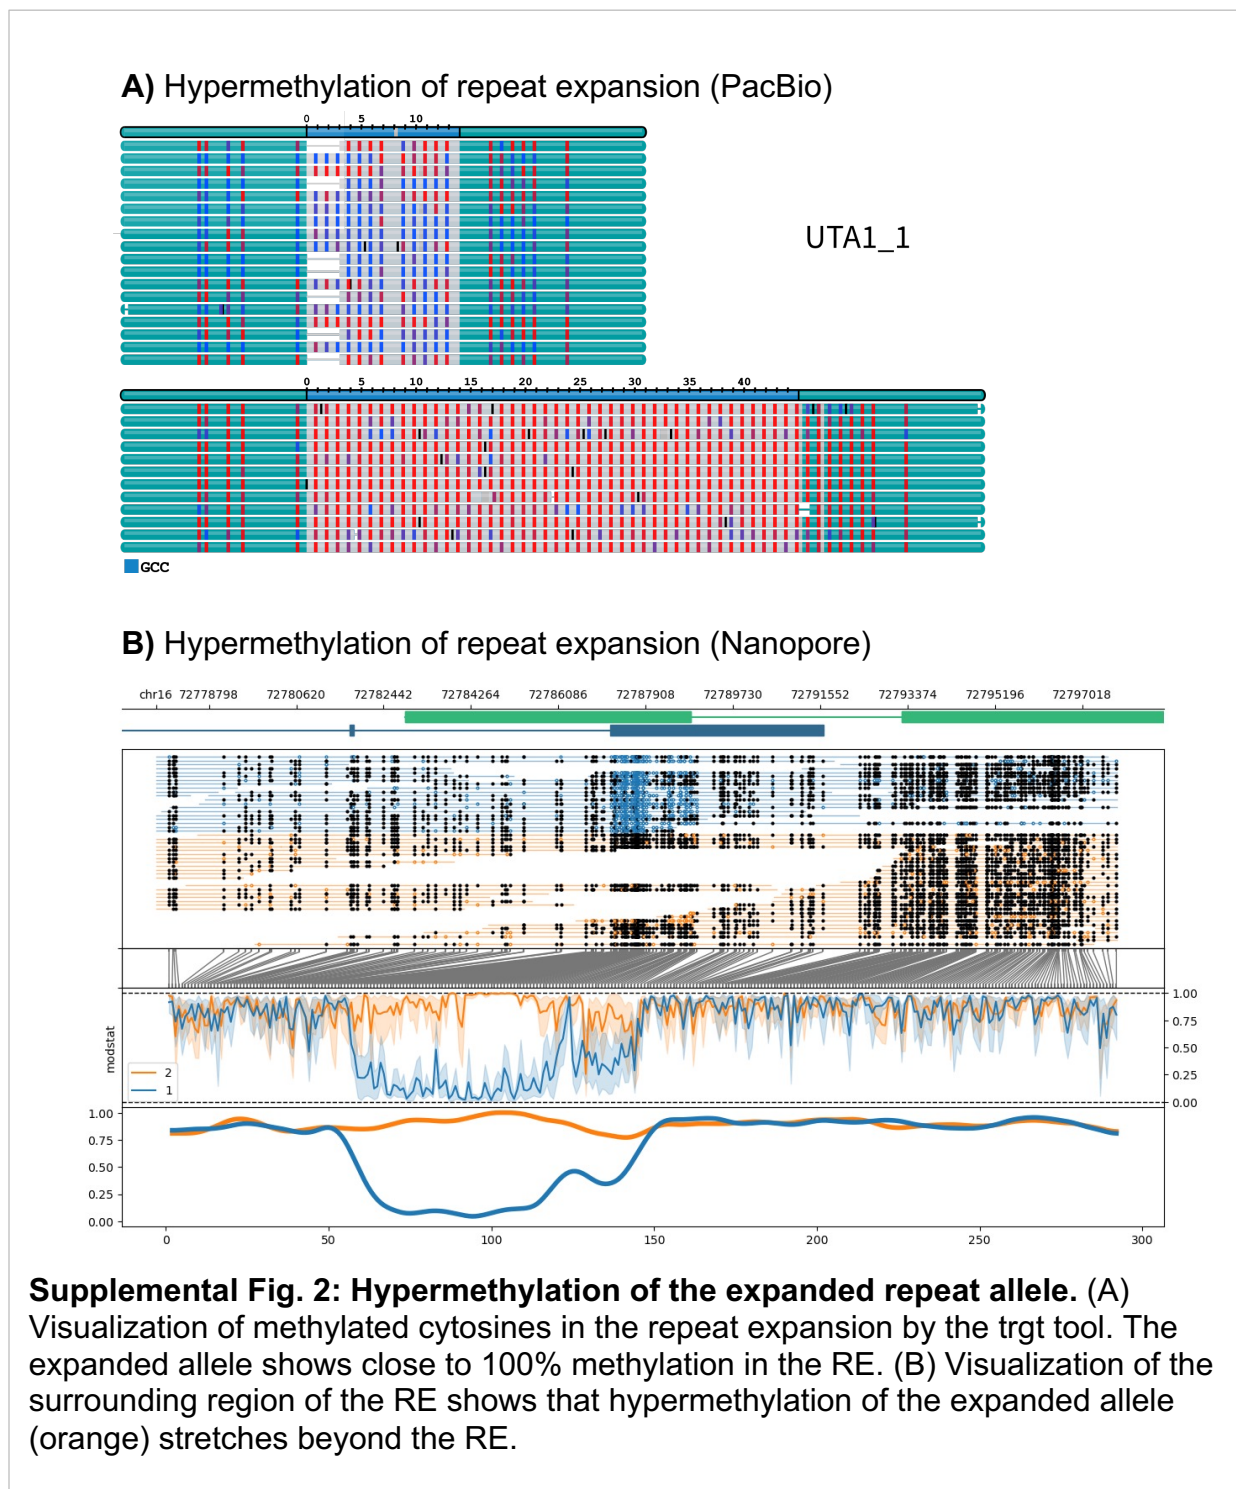 A) Hypermethylation of repeat expansion (PacBio)
0 5 10
UTA1_1
0 5 10 15 20 25 30 35 40
GCC
B) Hypermethylation of repeat expansion (Nanopore)
chr16 72778798 72780620 72782442 72784264 72786086 72787908 72789730 72791552 72793374 72795196 72797018
1.00
0.75
0.50
0.25
0.00
modstat
2
1
1.00
0.75
0.50
0.25
0.00
0 50 100 150 200 250 300
Supplemental Fig. 2: Hypermethylation of the expanded repeat allele. (A)
Visualization of methylated cytosines in the repeat expansion by the trgt tool. The
expanded allele shows close to 100% methylation in the RE. (B) Visualization of the
surrounding region of the RE shows that hypermethylation of the expanded allele
(orange) stretches beyond the RE.